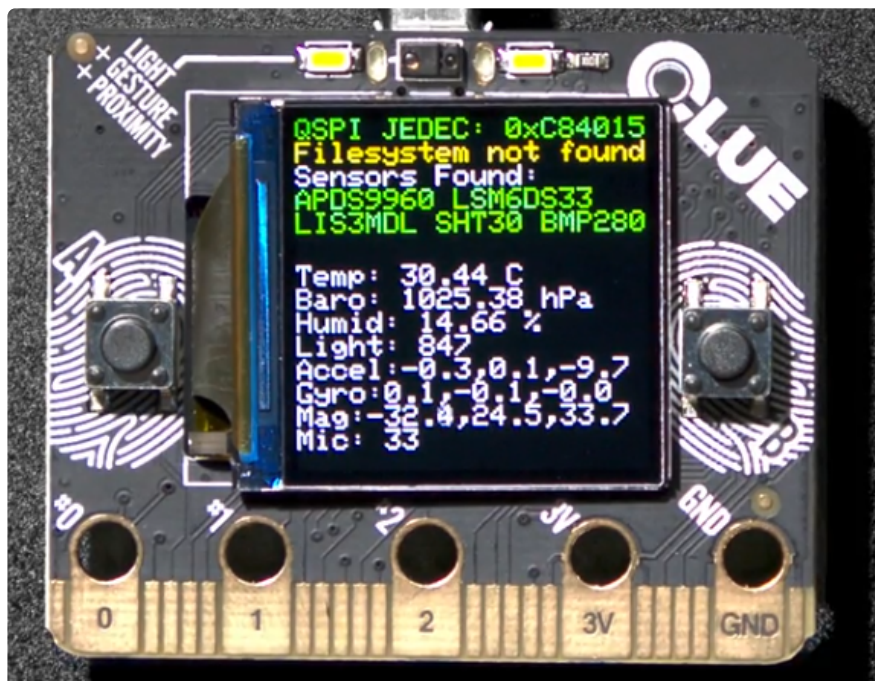 + LIGHT
+ GESTURE
+ PROXIMITY
CLUE
QSPI JEDEC: 0xC84015
Filesystem not found
Sensors Found:
APDS9960 LSM6DS33
LIS3MDL SHT30 BMP280
Temp: 30.44 C
Baro: 1025.38 hPa
Humid: 14.66 %
Light: 847
Accel:-0.3,0.1,-9.7
Gyro:0.1,-0.1,-0.0
Mag:-32.4,24.5,33.7
Mic: 33
A
B
#0
#1
#2
3V
GND
0
1
2
3V
GND